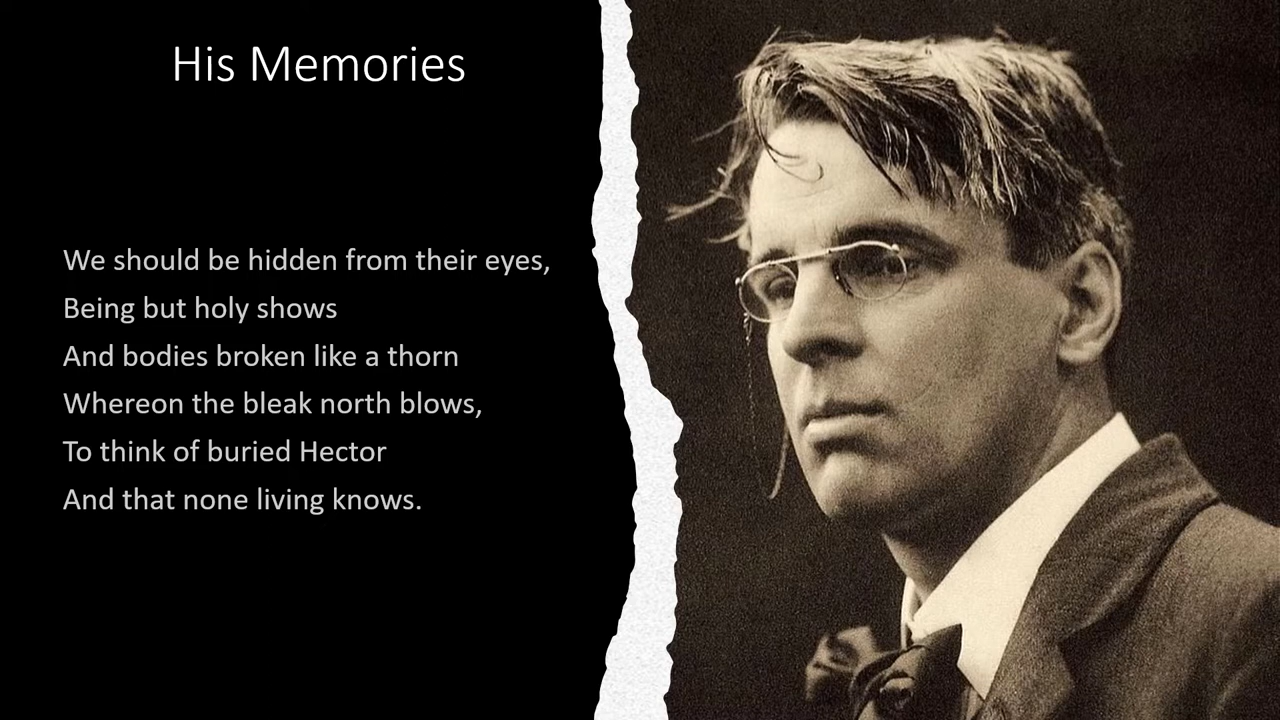 His Memories
We should be hidden from their eyes,
Being but holy shows
And bodies broken like a thorn
Whereon the bleak north blows,
To think of buried Hector
And that none living knows.